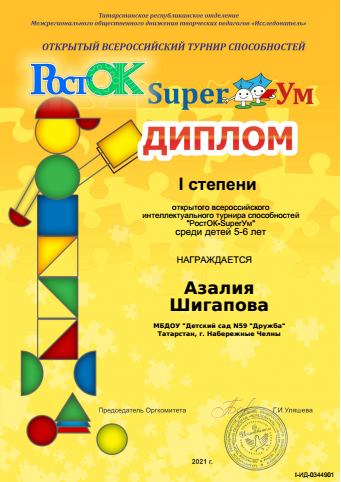 Татарстанское республиканское отделение
Межрегионального общественного движения творческих педагогов «Исследователь»
ОТКРЫТЫЙ ВСЕРОССИЙСКИЙ ТУРНИР СПОСОБНОСТЕЙ
РостОК SuperУм
ДИПЛОМ
I степени
открытого всероссийского
интеллектуального турнира способностей
"РостОК-SuperУм"
среди детей 5-6 лет
НАГРАЖДАЕТСЯ
Азалия
Шигапова
МБДОУ "Детский сад N59 "Дружба"
Татарстан, г. Набережные Челны
Председатель Оргкомитета Г.И.Уляшева
2021 г.
I-ИД-0344901